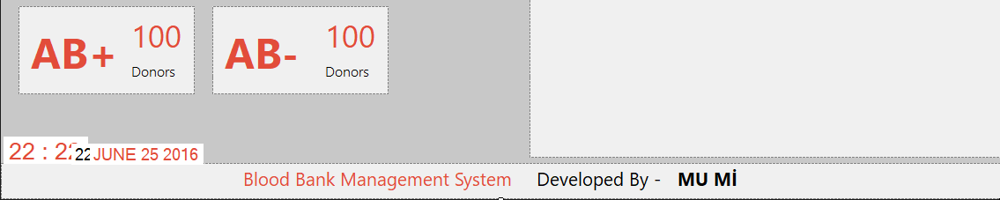 AB+ 100
Donors
AB- 100
Donors
22 : 22
22 JUNE 25 2016
Blood Bank Management System Developed By - MU Mİ